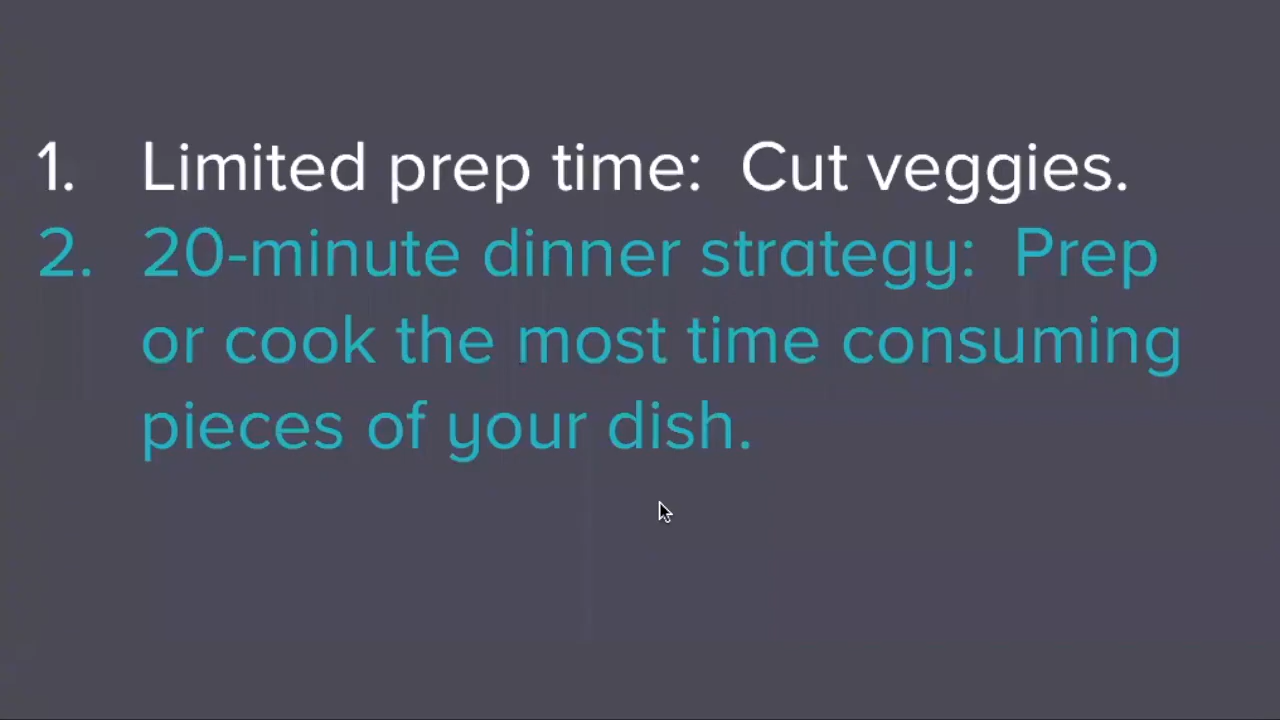 1. Limited prep time: Cut veggies.
2. 20-minute dinner strategy: Prep
or cook the most time consuming
pieces of your dish.